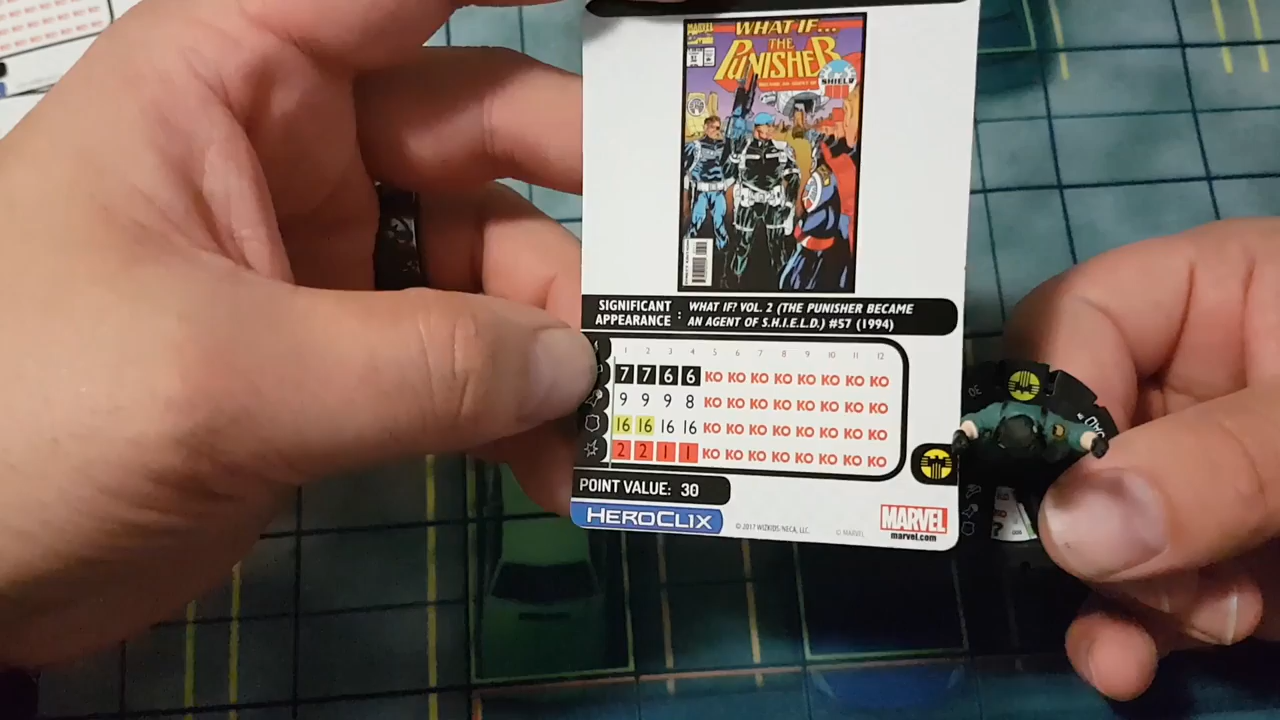 MARVEL
WHAT IF...
THE
PUNISHER
SHIELD
SIGNIFICANT APPEARANCE :
WHAT IF? VOL. 2 (THE PUNISHER BECAME
AN AGENT OF S.H.I.E.L.D.) #57 (1994)
1 2 3 4 5 6 7 8 9 10 11 12
7 7 6 6 KO KO KO KO KO KO KO KO
9 9 9 8 KO KO KO KO KO KO KO KO
16 16 16 16 KO KO KO KO KO KO KO KO
2 2 1 1 KO KO KO KO KO KO KO KO
POINT VALUE: 30
HEROCLIX
© 2017 WIZKIDS/NECA, LLC.
© MARVEL
MARVEL
marvel.com